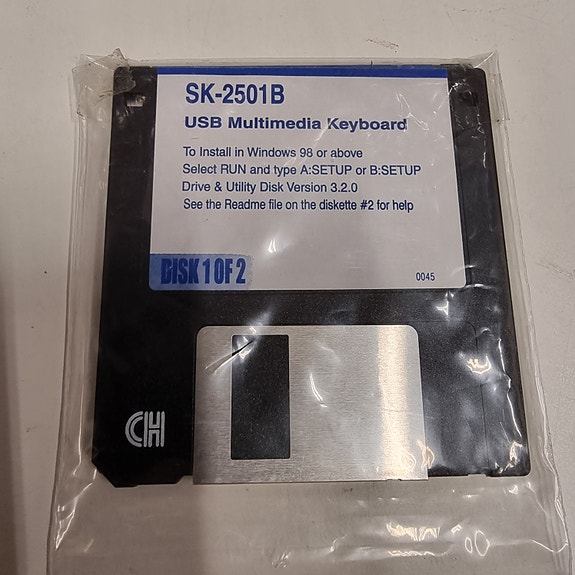 SK-2501B
USB Multimedia Keyboard
To Install in Windows 98 or above
Select RUN and type A:SETUP or B:SETUP
Drive & Utility Disk Version 3.2.0
See the Readme file on the diskette #2 for help
DISK 1 OF 2
0045
CH